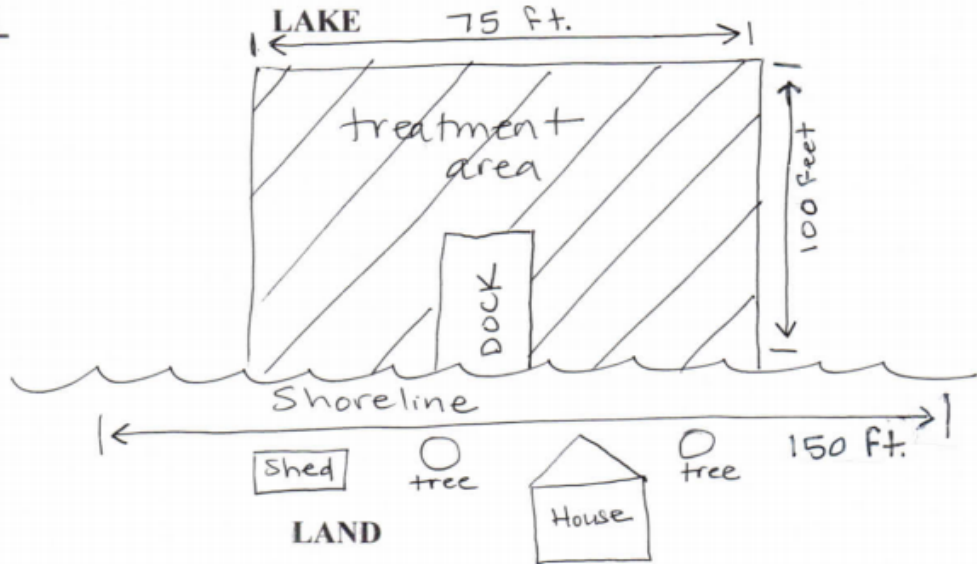 LAKE 75 ft.
treatment
area
100 feet
DOCK
Shoreline
150 ft.
Shed
tree
House
tree
LAND